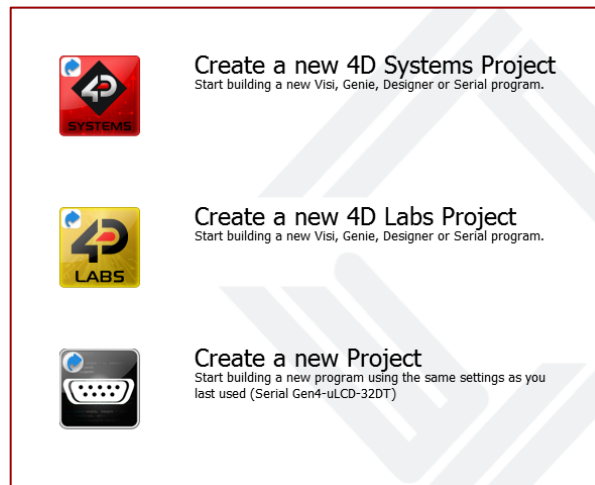 4D
SYSTEMS
Create a new 4D Systems Project
Start building a new Visi, Genie, Designer or Serial program.
4D
LABS
Create a new 4D Labs Project
Start building a new Visi, Genie, Designer or Serial program.
Create a new Project
Start building a new program using the same settings as you
last used (Serial Gen4-uLCD-32DT)